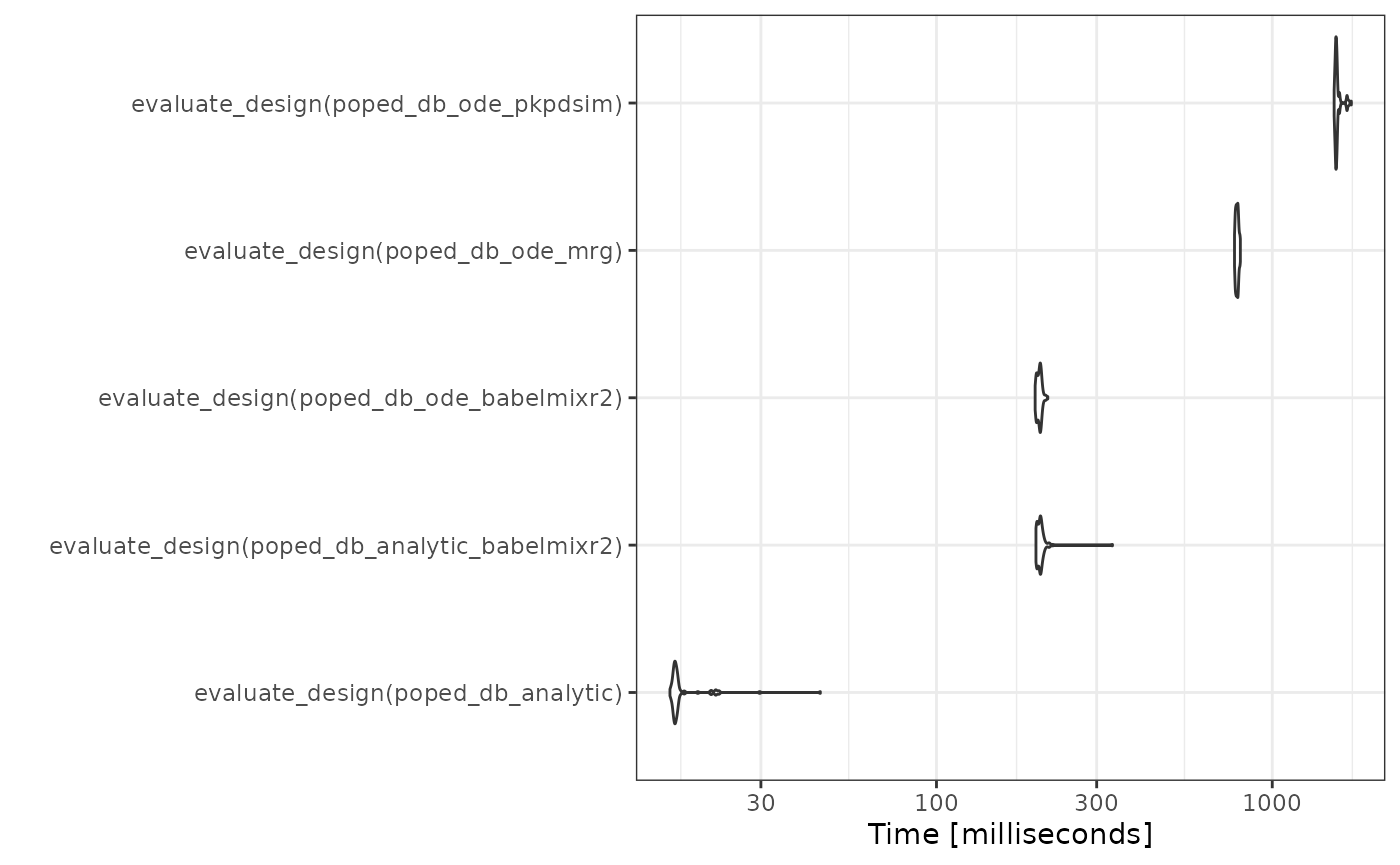 evaluate_design(poped_db_ode_pkpdsim)
evaluate_design(poped_db_ode_mrg)
evaluate_design(poped_db_ode_babelmixr2)
evaluate_design(poped_db_analytic_babelmixr2)
evaluate_design(poped_db_analytic)
30 100 300 1000
Time [milliseconds]